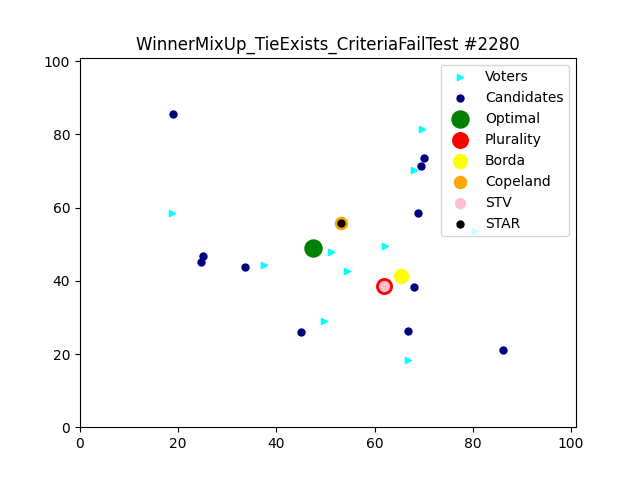 WinnerMixUp_TieExists_CriteriaFailTest #2280
100
80
60
40
20
0
0 20 40 60 80 100
Voters
Candidates
Optimal
Plurality
Borda
Copeland
STV
STAR